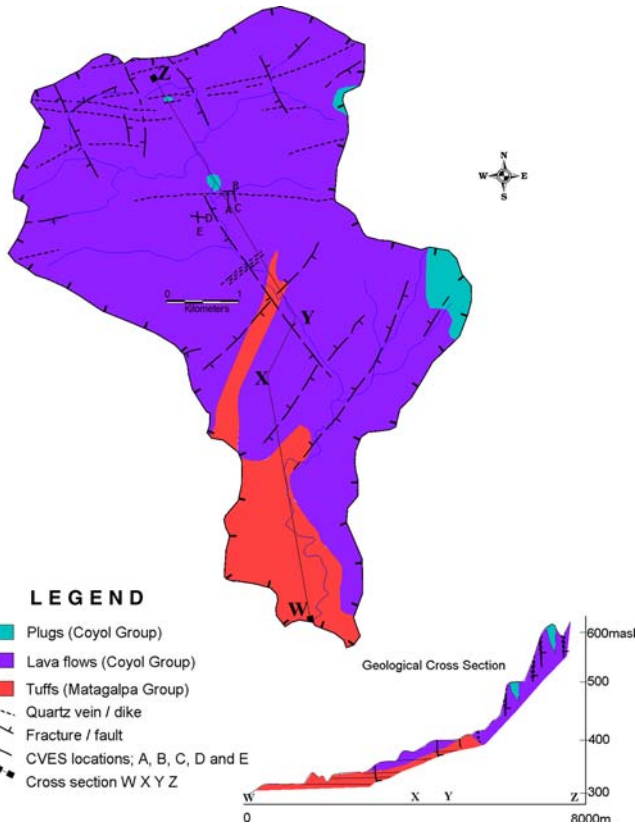 Z
N
W E
S
B
A C
D
E
0 1
Kilometers
Y
X
W
LEGEND
Plugs (Coyol Group)
Lava flows (Coyol Group)
Tuffs (Matagalpa Group)
Quartz vein / dike
Fracture / fault
CVES locations; A, B, C, D and E
Cross section W X Y Z
Geological Cross Section
600masl
500
400
300
W X Y Z
0 8000m